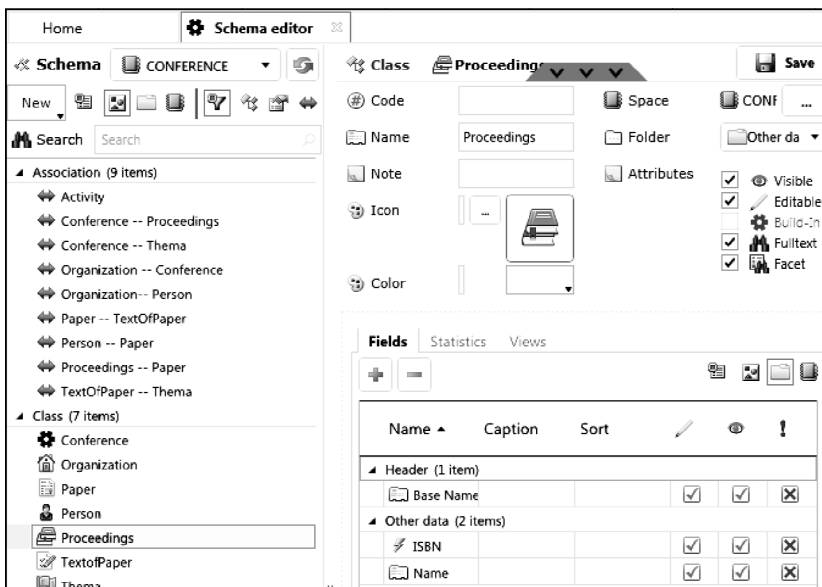 Home
Schema editor
Schema
CONFERENCE
New
Search
Search
Association (9 items)
Activity
Conference -- Proceedings
Conference -- Thema
Organization -- Conference
Organization-- Person
Paper -- TextOfPaper
Person -- Paper
Proceedings -- Paper
TextOfPaper -- Thema
Class (7 items)
Conference
Organization
Paper
Person
Proceedings
TextofPaper
Thema
Class
Proceedings
Save
Code
Space
CONF
...
Name
Proceedings
Folder
Other da
Note
Attributes
Visible
Editable
Build-In
Fulltext
Facet
Icon
...
Color
Fields Statistics Views
Name Caption Sort
Header (1 item)
Base Name
Other data (2 items)
ISBN
Name